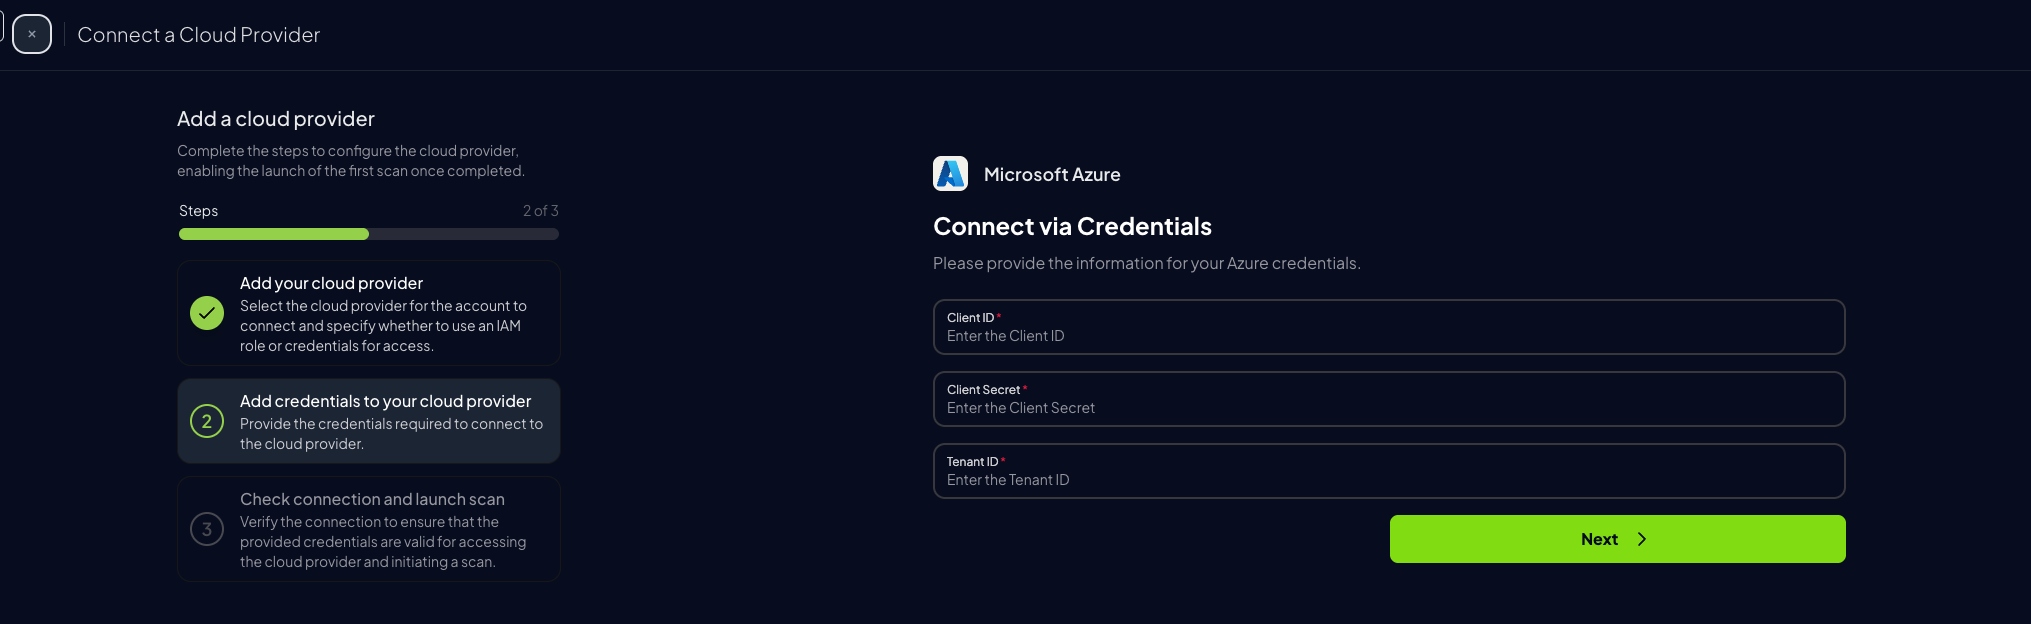 ×
Connect a Cloud Provider
Add a cloud provider
Complete the steps to configure the cloud provider,
enabling the launch of the first scan once completed.
Steps
2 of 3
Add your cloud provider
Select the cloud provider for the account to
connect and specify whether to use an IAM
role or credentials for access.
2
Add credentials to your cloud provider
Provide the credentials required to connect to
the cloud provider.
3
Check connection and launch scan
Verify the connection to ensure that the
provided credentials are valid for accessing
the cloud provider and initiating a scan.
Microsoft Azure
Connect via Credentials
Please provide the information for your Azure credentials.
Client ID *
Enter the Client ID
Client Secret *
Enter the Client Secret
Tenant ID *
Enter the Tenant ID
Next